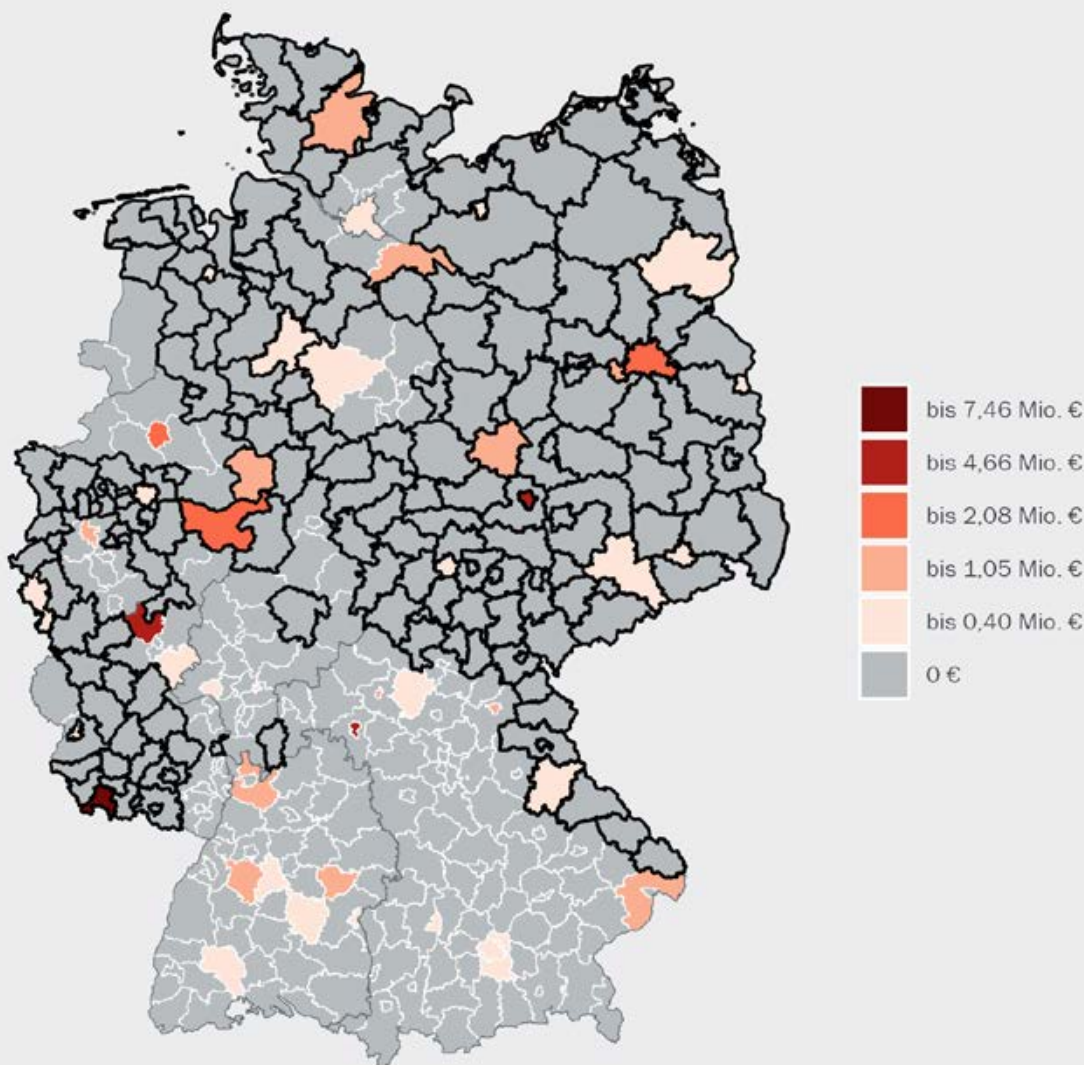 bis 7,46 Mio. €
bis 4,66 Mio. €
bis 2,08 Mio. €
bis 1,05 Mio. €
bis 0,40 Mio. €
0 €